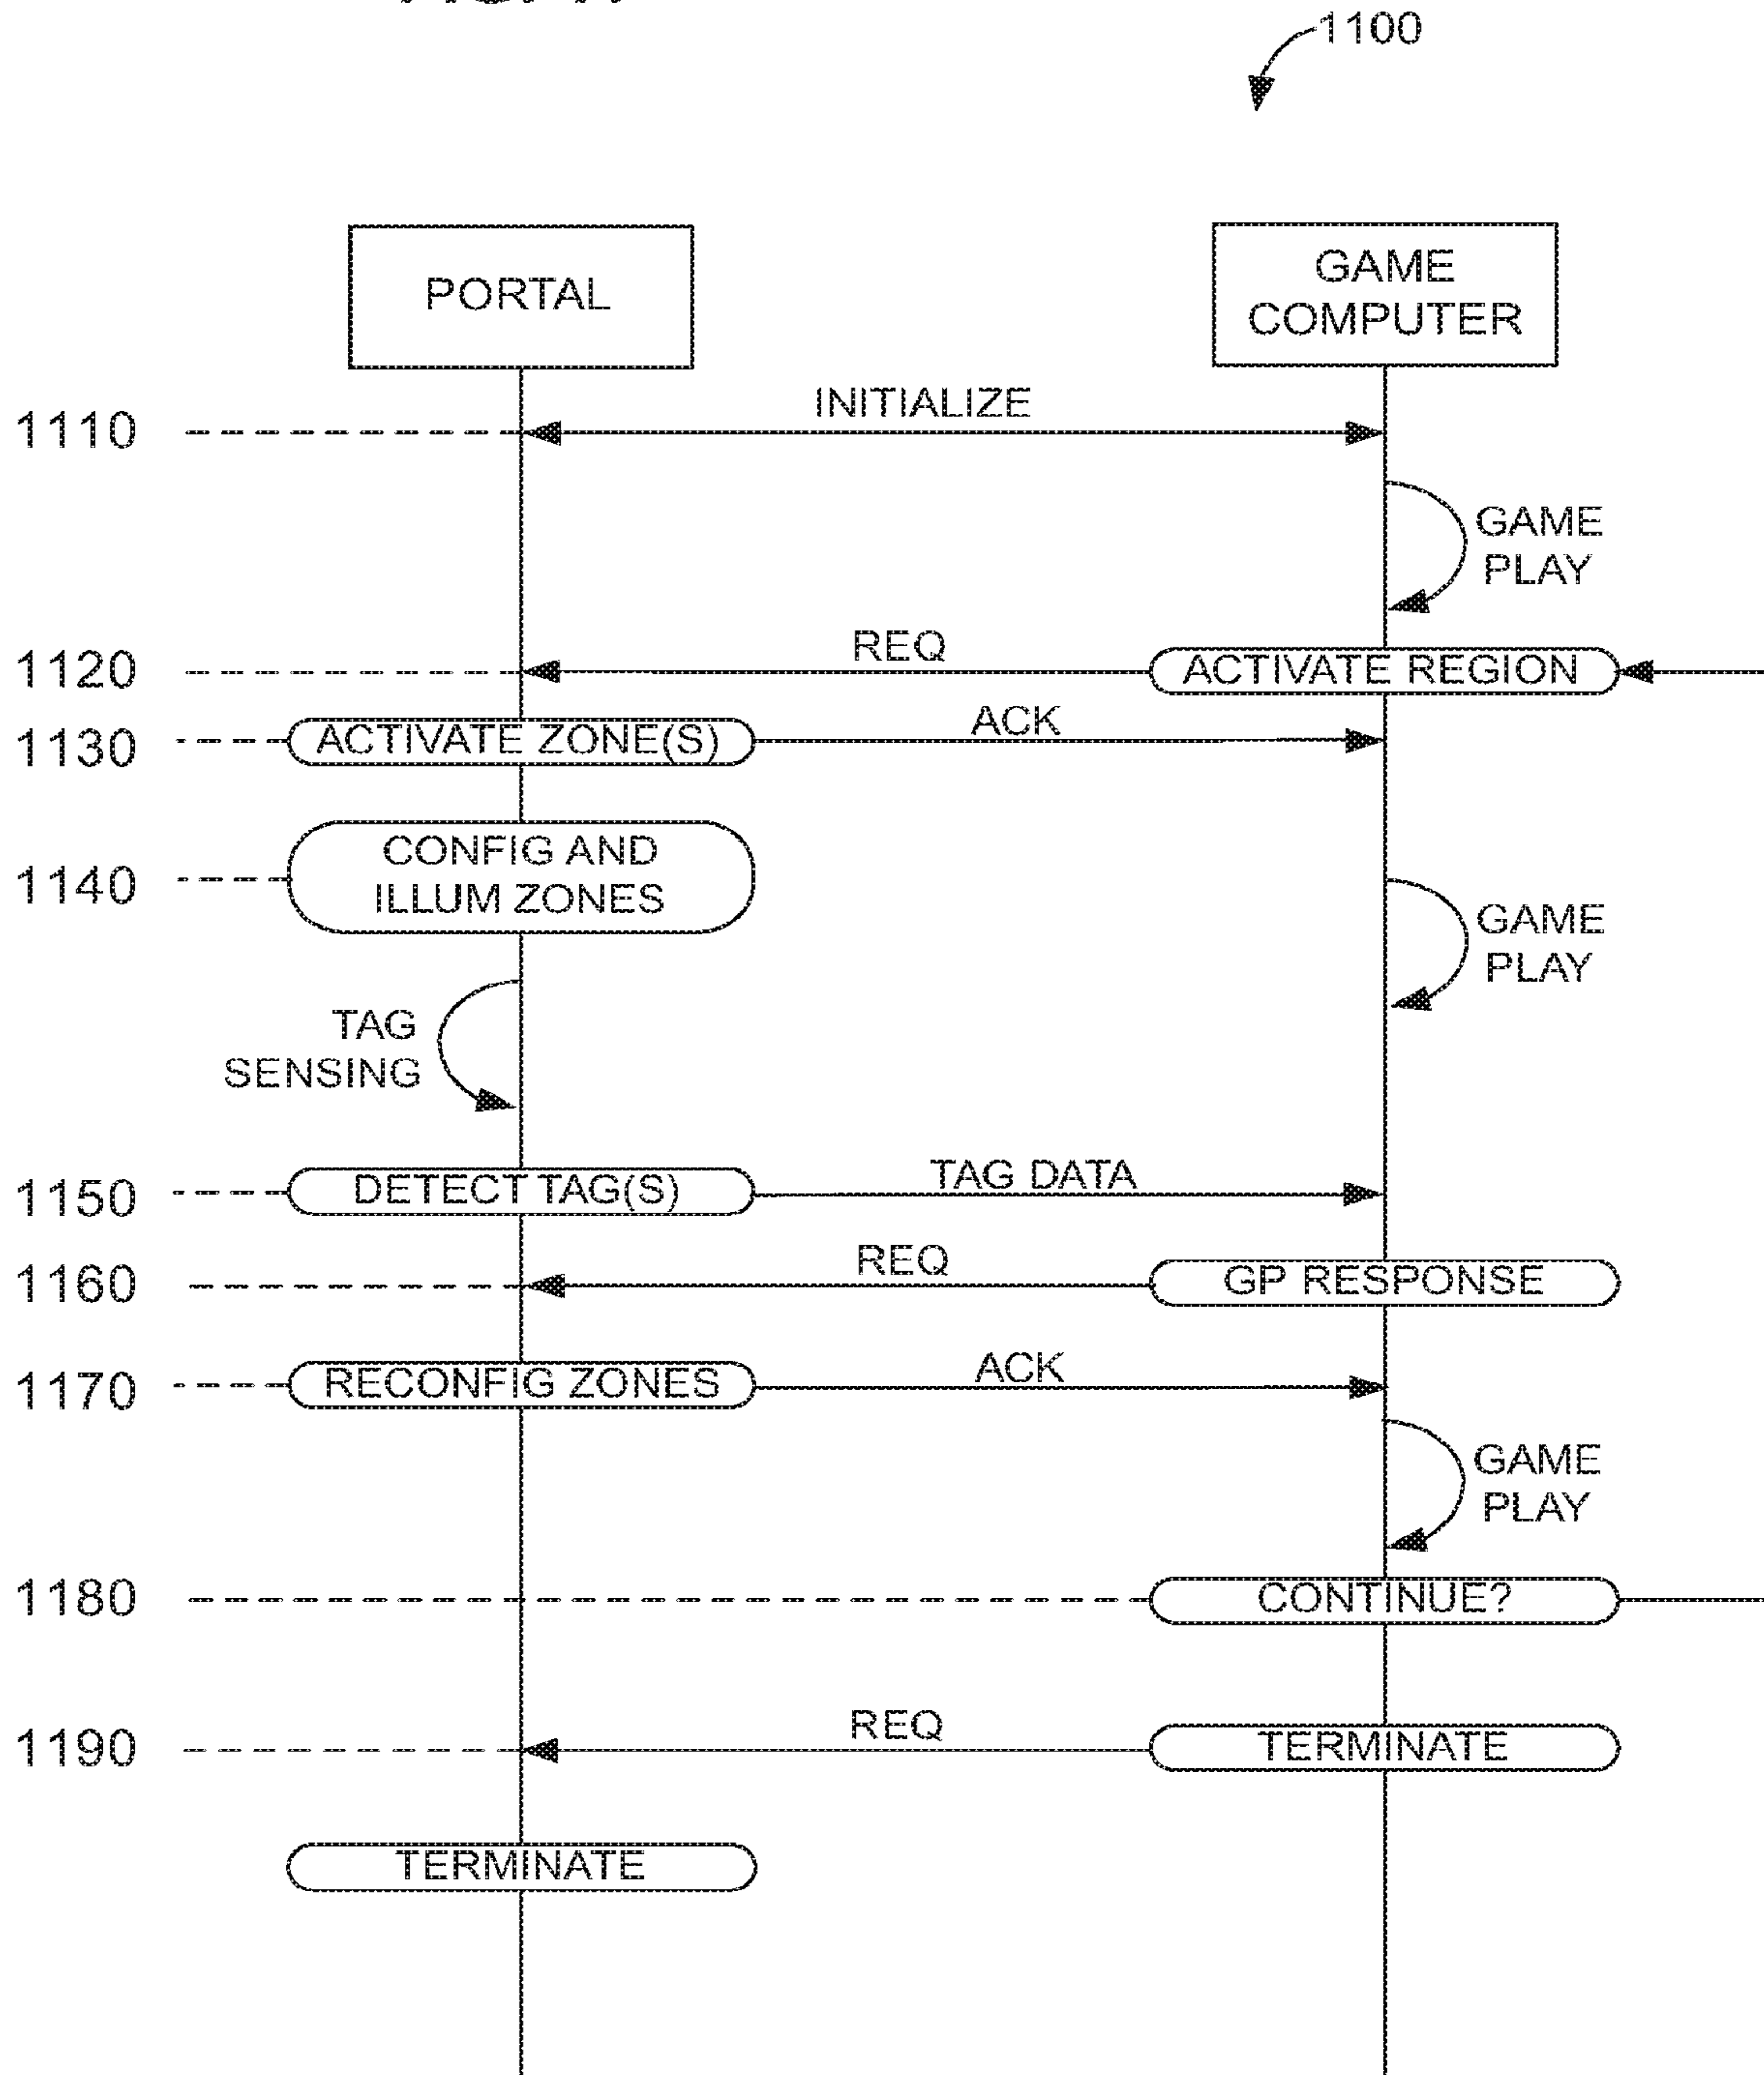 1100
PORTAL
GAME
COMPUTER
INITIALIZE
1110
GAME
PLAY
REQ
1120
ACTIVATE REGION
ACK
1130
ACTIVATE ZONE(S)
CONFIG AND
ILLUM ZONES
1140
GAME
PLAY
TAG
SENSING
TAG DATA
1150
DETECT TAG(S)
REQ
1160
GP RESPONSE
ACK
1170
RECONFIG ZONES
GAME
PLAY
1180
CONTINUE?
REQ
1190
TERMINATE
TERMINATE